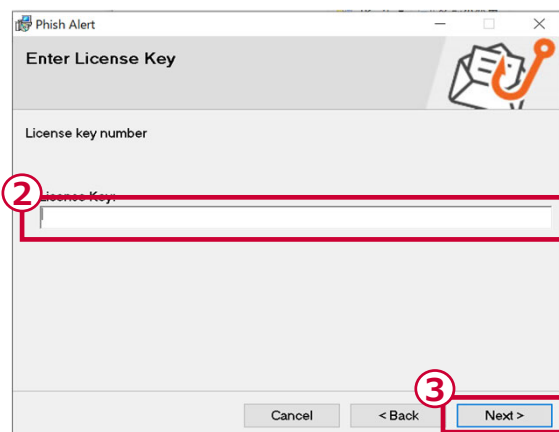 Phish Alert
Enter License Key
License key number
②
License Key:
③
Cancel
< Back
Next >